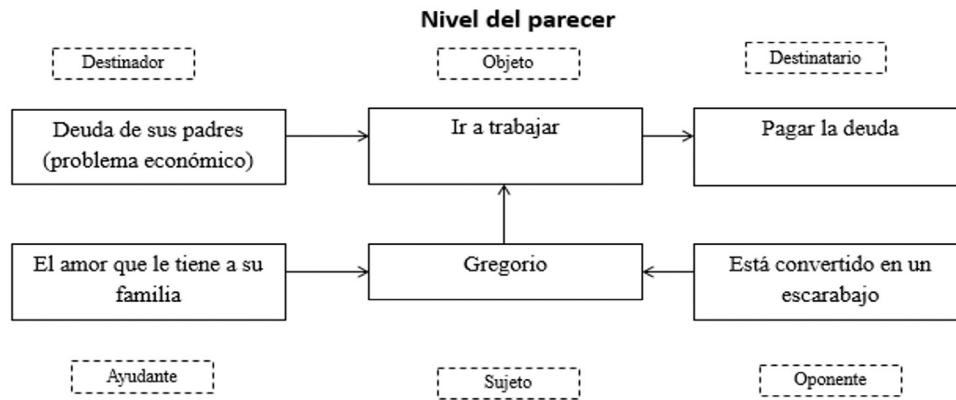 Nivel del parecer
Destinador
Objeto
Destinatario
Deuda de sus padres
(problema económico)
Ir a trabajar
Pagar la deuda
El amor que le tiene a su
familia
Gregorio
Está convertido en un
escarabajo
Ayudante
Sujeto
Oponente